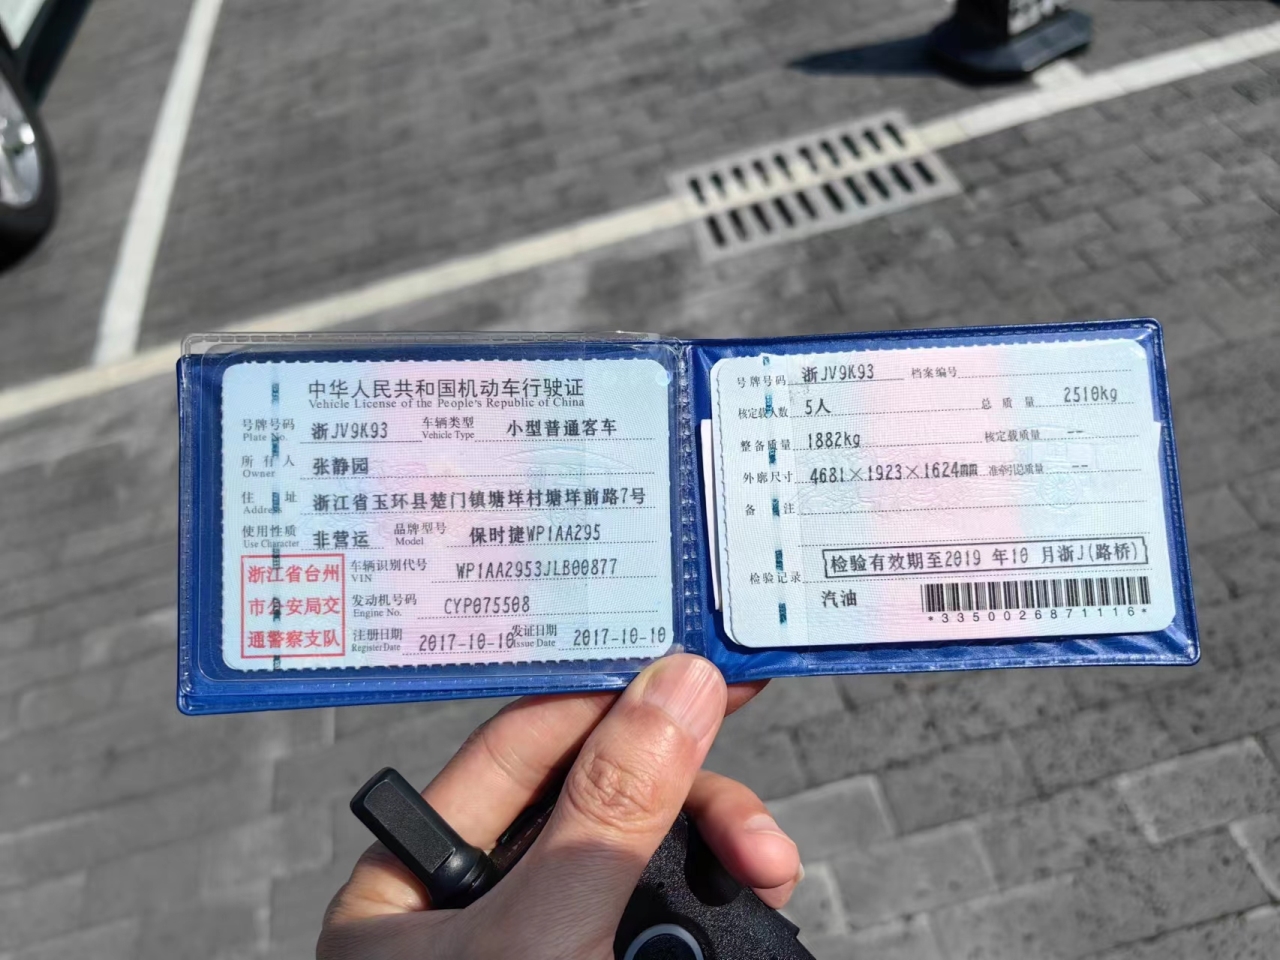 中华人民共和国机动车行驶证
Vehicle License of the People's Republic of China
号牌号码 浙JV9K93 车辆类型 小型普通客车
Plate No. Vehicle Type
所有人 张静园
Owner
住址 浙江省玉环县楚门镇塘垟村塘垟前路7号
Address
使用性质 非营运 品牌型号 保时捷WP1AA295
Use Character Model
浙江省台州
市公安局交
通警察支队
车辆识别代号 WP1AA2953JLB00877
VIN
发动机号码 CYP075508
Engine No.
注册日期 2017-10-10 发证日期 2017-10-10
Register Date Issue Date
号牌号码 浙JV9K93 档案编号
核定载人数 5人 总质量 2510kg
整备质量 1882kg 核定载质量 --
外廓尺寸 4681×1923×1624mm 准牵引总质量 --
备注
检验有效期至2019 年10 月浙J(路桥)
检验记录
汽油
*3350026871116*